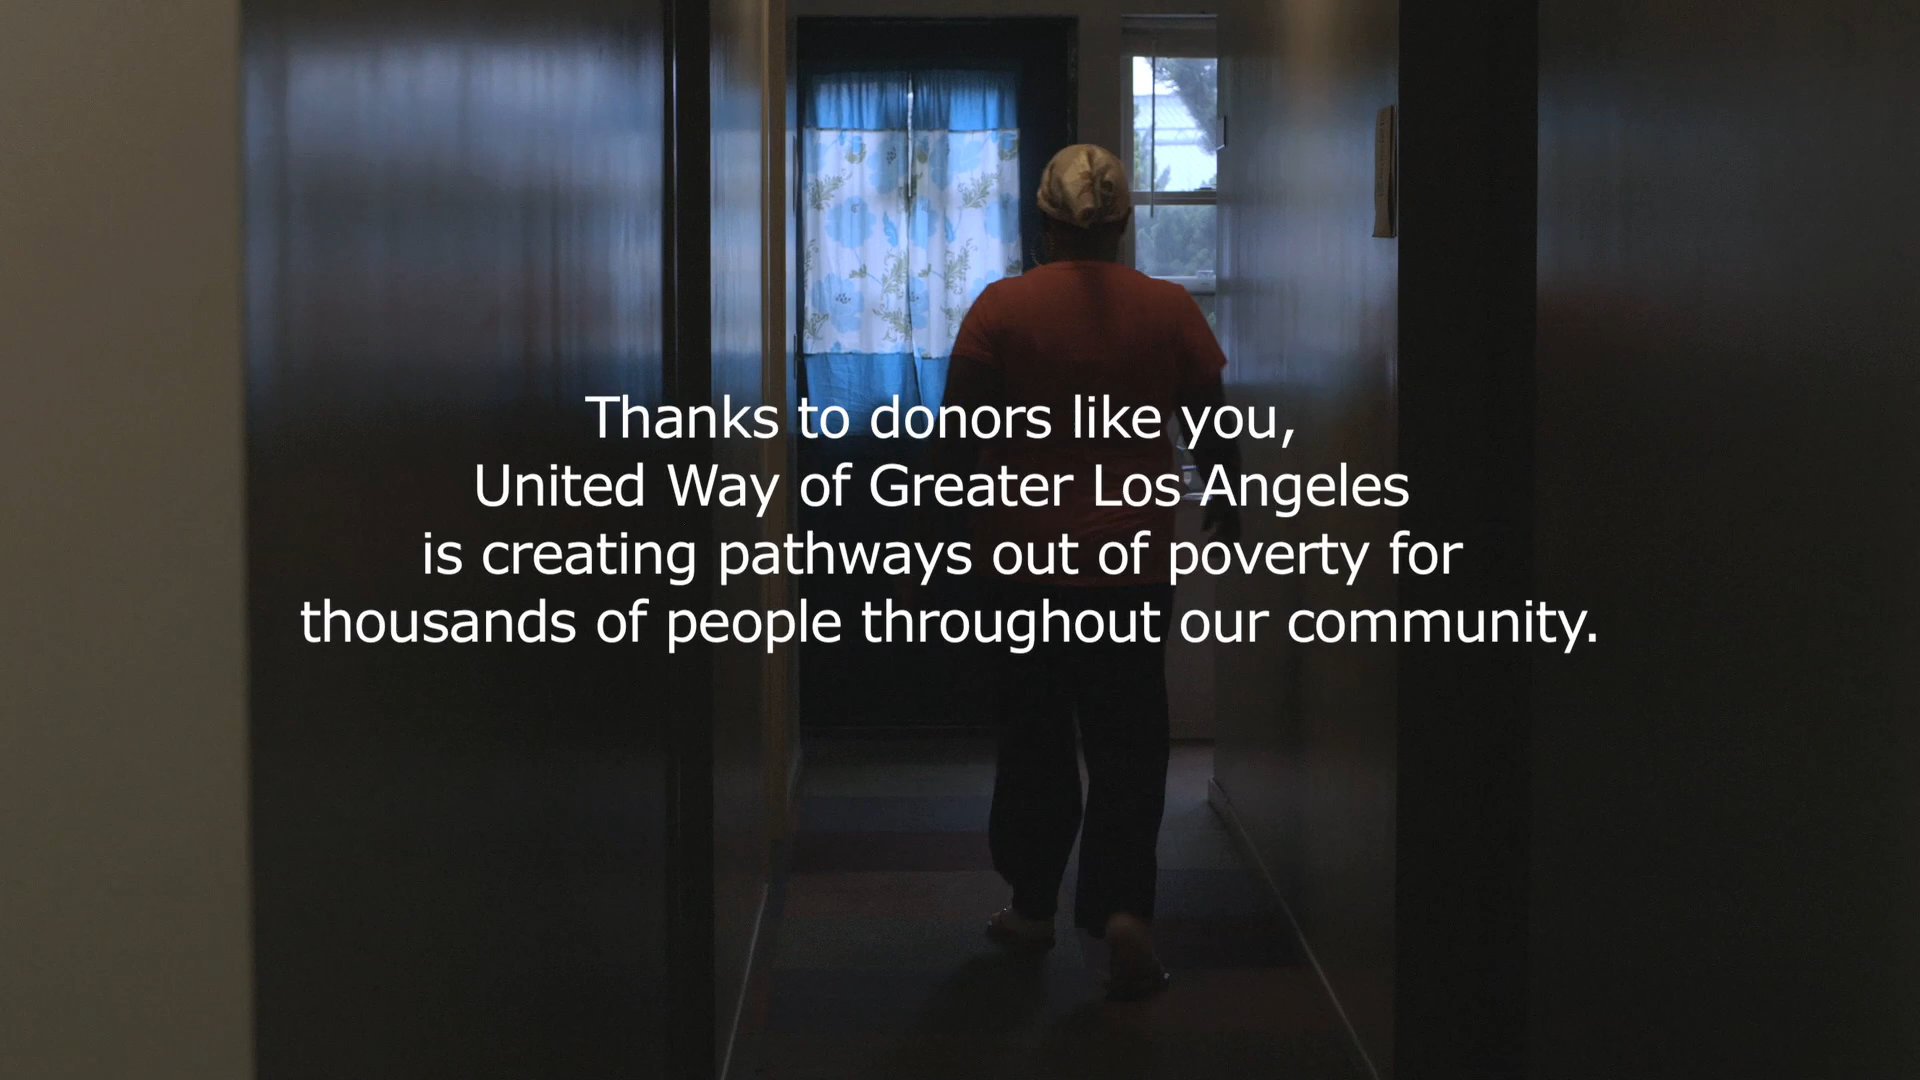 Thanks to donors like you,
United Way of Greater Los Angeles
is creating pathways out of poverty for
thousands of people throughout our community.